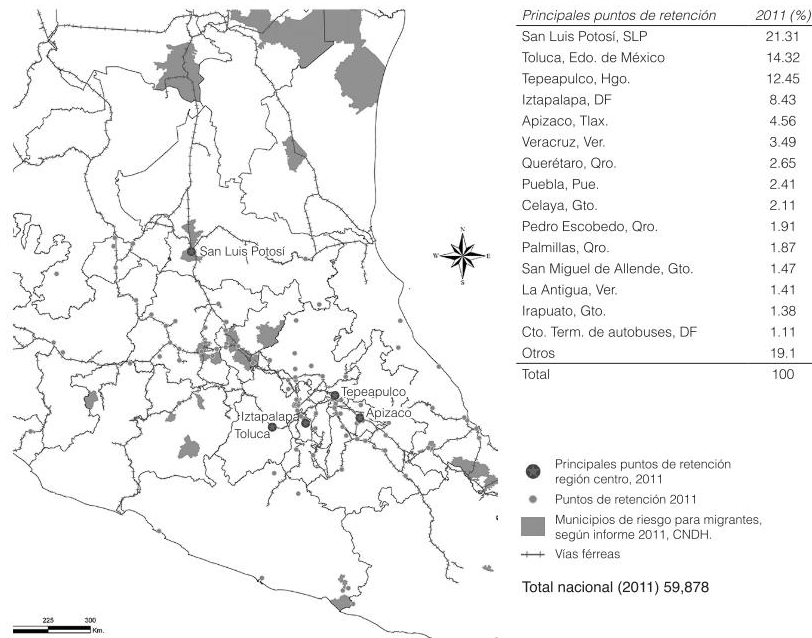 Principales puntos de retención 2011 (%)
San Luis Potosí, SLP 21.31
Toluca, Edo. de México 14.32
Tepeapulco, Hgo. 12.45
Iztapalapa, DF 8.43
Apizaco, Tlax. 4.56
Veracruz, Ver. 3.49
Querétaro, Qro. 2.65
Puebla, Pue. 2.41
Celaya, Gto. 2.11
Pedro Escobedo, Qro. 1.91
Palmillas, Qro. 1.87
San Miguel de Allende, Gto. 1.47
La Antigua, Ver. 1.41
Irapuato, Gto. 1.38
Cto. Term. de autobuses, DF 1.11
Otros 19.1
Total 100
San Luis Potosí
N
W E
S
Tepeapulco
Iztapalapa
Apizaco
Toluca
Principales puntos de retención
región centro, 2011
Puntos de retención 2011
Municipios de riesgo para migrantes,
según informe 2011, CNDH.
Vías férreas
Total nacional (2011) 59,878
225 300
Km.